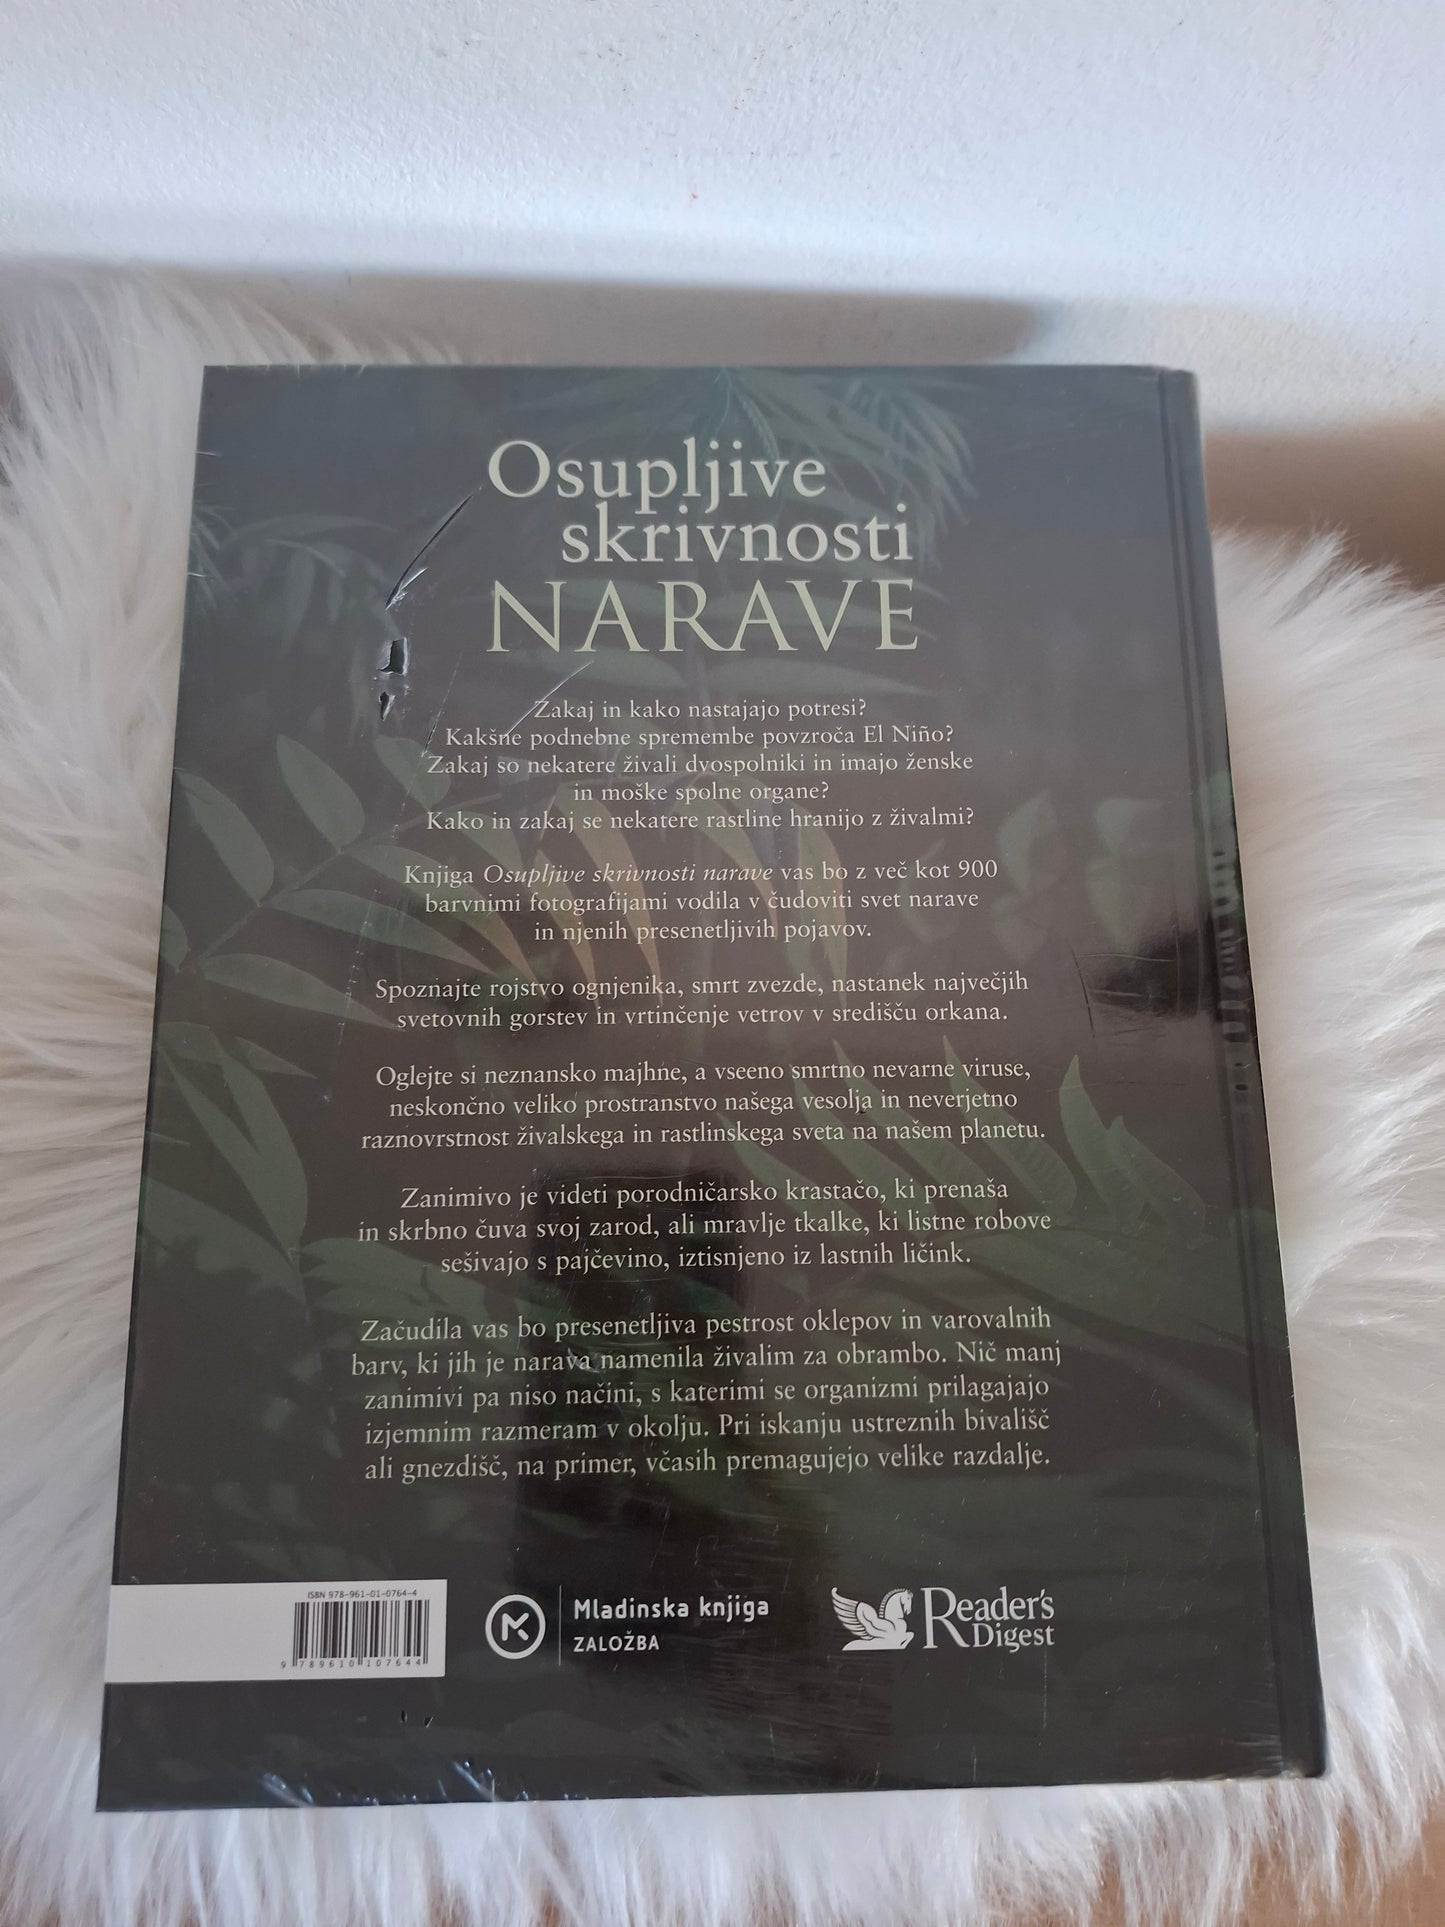 Osupljive
skrivnosti
NARAVE
Zakaj in kako nastajajo potresi?
Kakšne podnebne spremembe povzroča El Niño?
Zakaj so nekatere živali dvospolniki in imajo ženske
in moške spolne organe?
Kako in zakaj se nekatere rastline hranijo z živalmi?
Knjiga Osupljive skrivnosti narave vas bo z več kot 900
barvnimi fotografijami vodila v čudoviti svet narave
in njenih presenetljivih pojavov.
Spoznajte rojstvo ognjenika, smrt zvezde, nastanek največjih
svetovnih gorstev in vrtinčenje vetrov v središču orkana.
Oglejte si neznansko majhne, a vseeno smrtno nevarne viruse,
neskončno veliko prostranstvo našega vesolja in neverjetno
raznovrstnost živalskega in rastlinskega sveta na našem planetu.
Zanimivo je videti porodničarsko krastačo, ki prenaša
in skrbno čuva svoj zarod, ali mravlje tkalke, ki listne robove
sešivajo s pajčevino, iztisnjeno iz lastnih ličink.
Začudila vas bo presenetljiva pestrost oklepov in varovalnih
barv, ki jih je narava namenila živalim za obrambo. Nič manj
zanimivi pa niso načini, s katerimi se organizmi prilagajajo
izjemnim razmeram v okolju. Pri iskanju ustreznih bivališč
ali gnezdišč, na primer, včasih premagujejo velike razdalje.
ISBN 978-961-01-0764-4
9 789610 107644
Mladinska knjiga
ZALOŽBA
Reader's
Digest